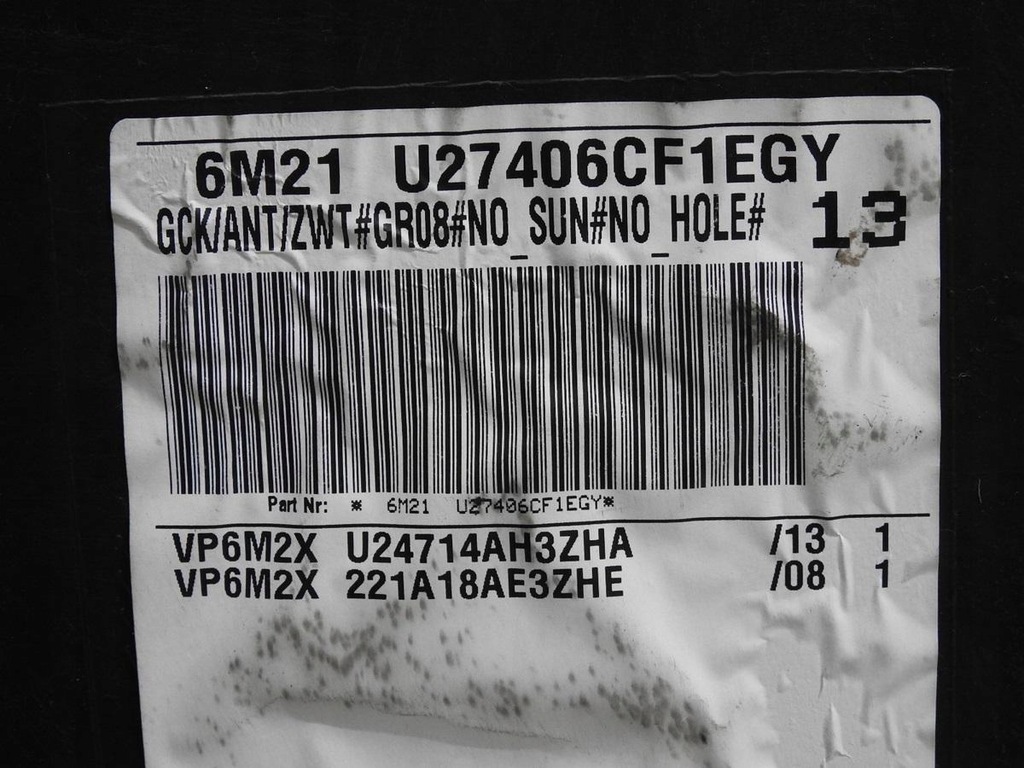 6M21 U27406CF1EGY
GCK/ANT/ZWT#GR08#NO_SUN#NO_HOLE# 13
Part Nr: * 6M21 U27406CF1EGY*
VP6M2X U24714AH3ZHA /13 1
VP6M2X 221A18AE3ZHE /08 1